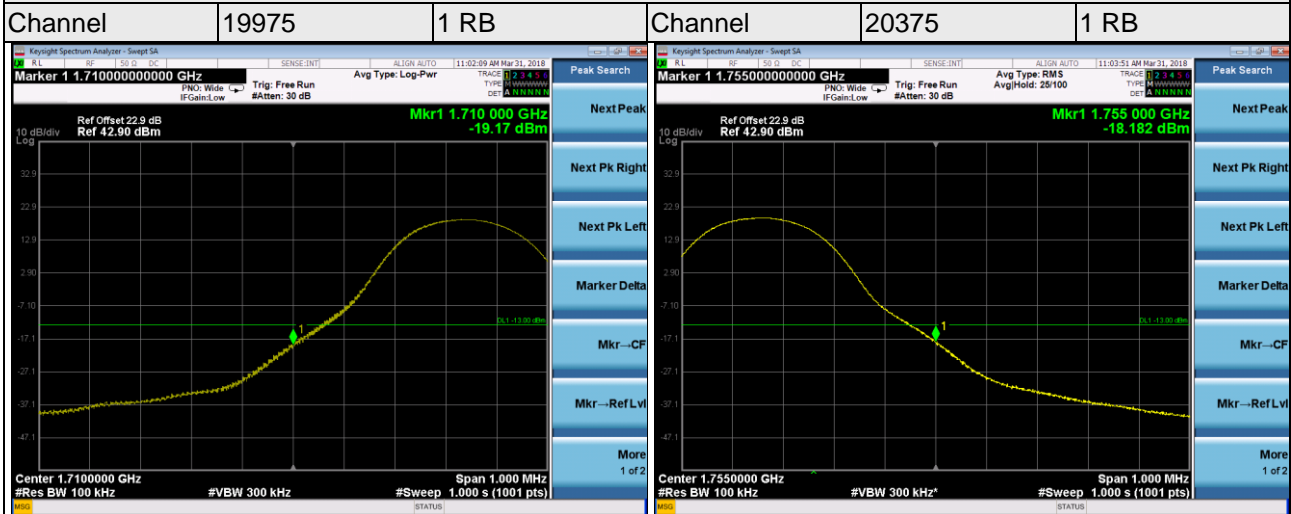 Channel 19975 1 RB Channel 20375 1 RB
Keysight Spectrum Analyzer - Swept SA
RL RF 50 Ω DC SENSE:INT ALIGN AUTO 11:02:09 AM Mar 31, 2018
Marker 1 1.710000000000 GHz
PNO: Wide
IFGain:Low
Trig: Free Run
#Atten: 30 dB
Avg Type: Log-Pwr
TRACE 1 2 3 4 5 6
TYPE M WWWWW
DET A N N N N N
Peak Search
Mkr1 1.710 000 GHz
-19.17 dBm
Ref Offset 22.9 dB
Ref 42.90 dBm
10 dB/div
Log
32.9
22.9
12.9
2.90
-7.10
-17.1
-27.1
-37.1
-47.1
DL1 -13.00 dBm
1
Center 1.7100000 GHz Span 1.000 MHz
#Res BW 100 kHz #VBW 300 kHz #Sweep 1.000 s (1001 pts)
MSG STATUS
Next Peak
Next Pk Right
Next Pk Left
Marker Delta
Mkr→CF
Mkr→Ref Lvl
More
1 of 2
Keysight Spectrum Analyzer - Swept SA
RL RF 50 Ω DC SENSE:INT ALIGN AUTO 11:03:51 AM Mar 31, 2018
Marker 1 1.755000000000 GHz
PNO: Wide
IFGain:Low
Trig: Free Run
#Atten: 30 dB
Avg Type: RMS
Avg|Hold: 25/100
TRACE 1 2 3 4 5 6
TYPE M WWWWW
DET A N N N N N
Peak Search
Mkr1 1.755 000 GHz
-18.182 dBm
Ref Offset 22.9 dB
Ref 42.90 dBm
10 dB/div
Log
32.9
22.9
12.9
2.90
-7.10
-17.1
-27.1
-37.1
-47.1
DL1 -13.00 dBm
1
Center 1.7550000 GHz Span 1.000 MHz
#Res BW 100 kHz #VBW 300 kHz* #Sweep 1.000 s (1001 pts)
MSG STATUS
Next Peak
Next Pk Right
Next Pk Left
Marker Delta
Mkr→CF
Mkr→Ref Lvl
More
1 of 2